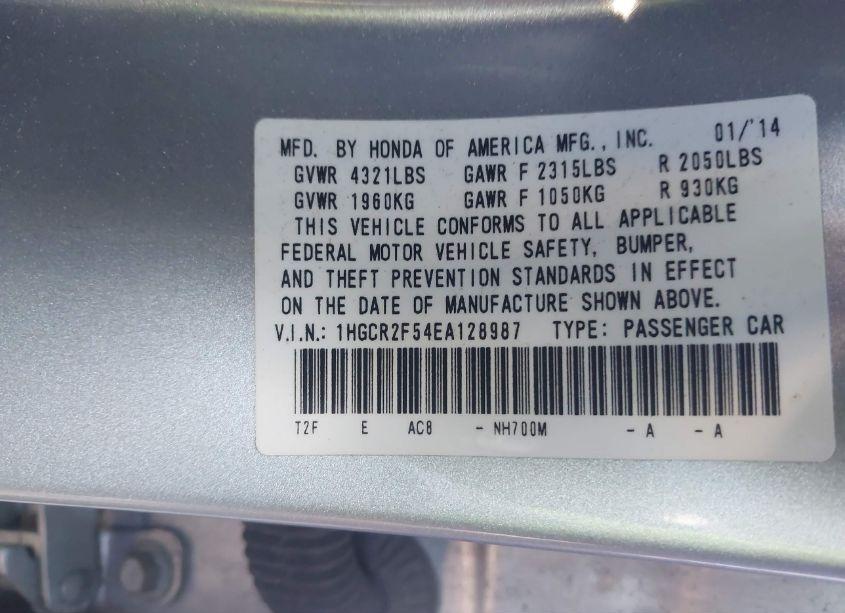 MFD. BY HONDA OF AMERICA MFG., INC. 01/'14
GVWR 4321LBS GAWR F 2315LBS R 2050LBS
GVWR 1960KG GAWR F 1050KG R 930KG
THIS VEHICLE CONFORMS TO ALL APPLICABLE
FEDERAL MOTOR VEHICLE SAFETY, BUMPER,
AND THEFT PREVENTION STANDARDS IN EFFECT
ON THE DATE OF MANUFACTURE SHOWN ABOVE.
V.I.N.: 1HGCR2F54EA128987 TYPE: PASSENGER CAR
T2F E AC8 - NH700M - A - A